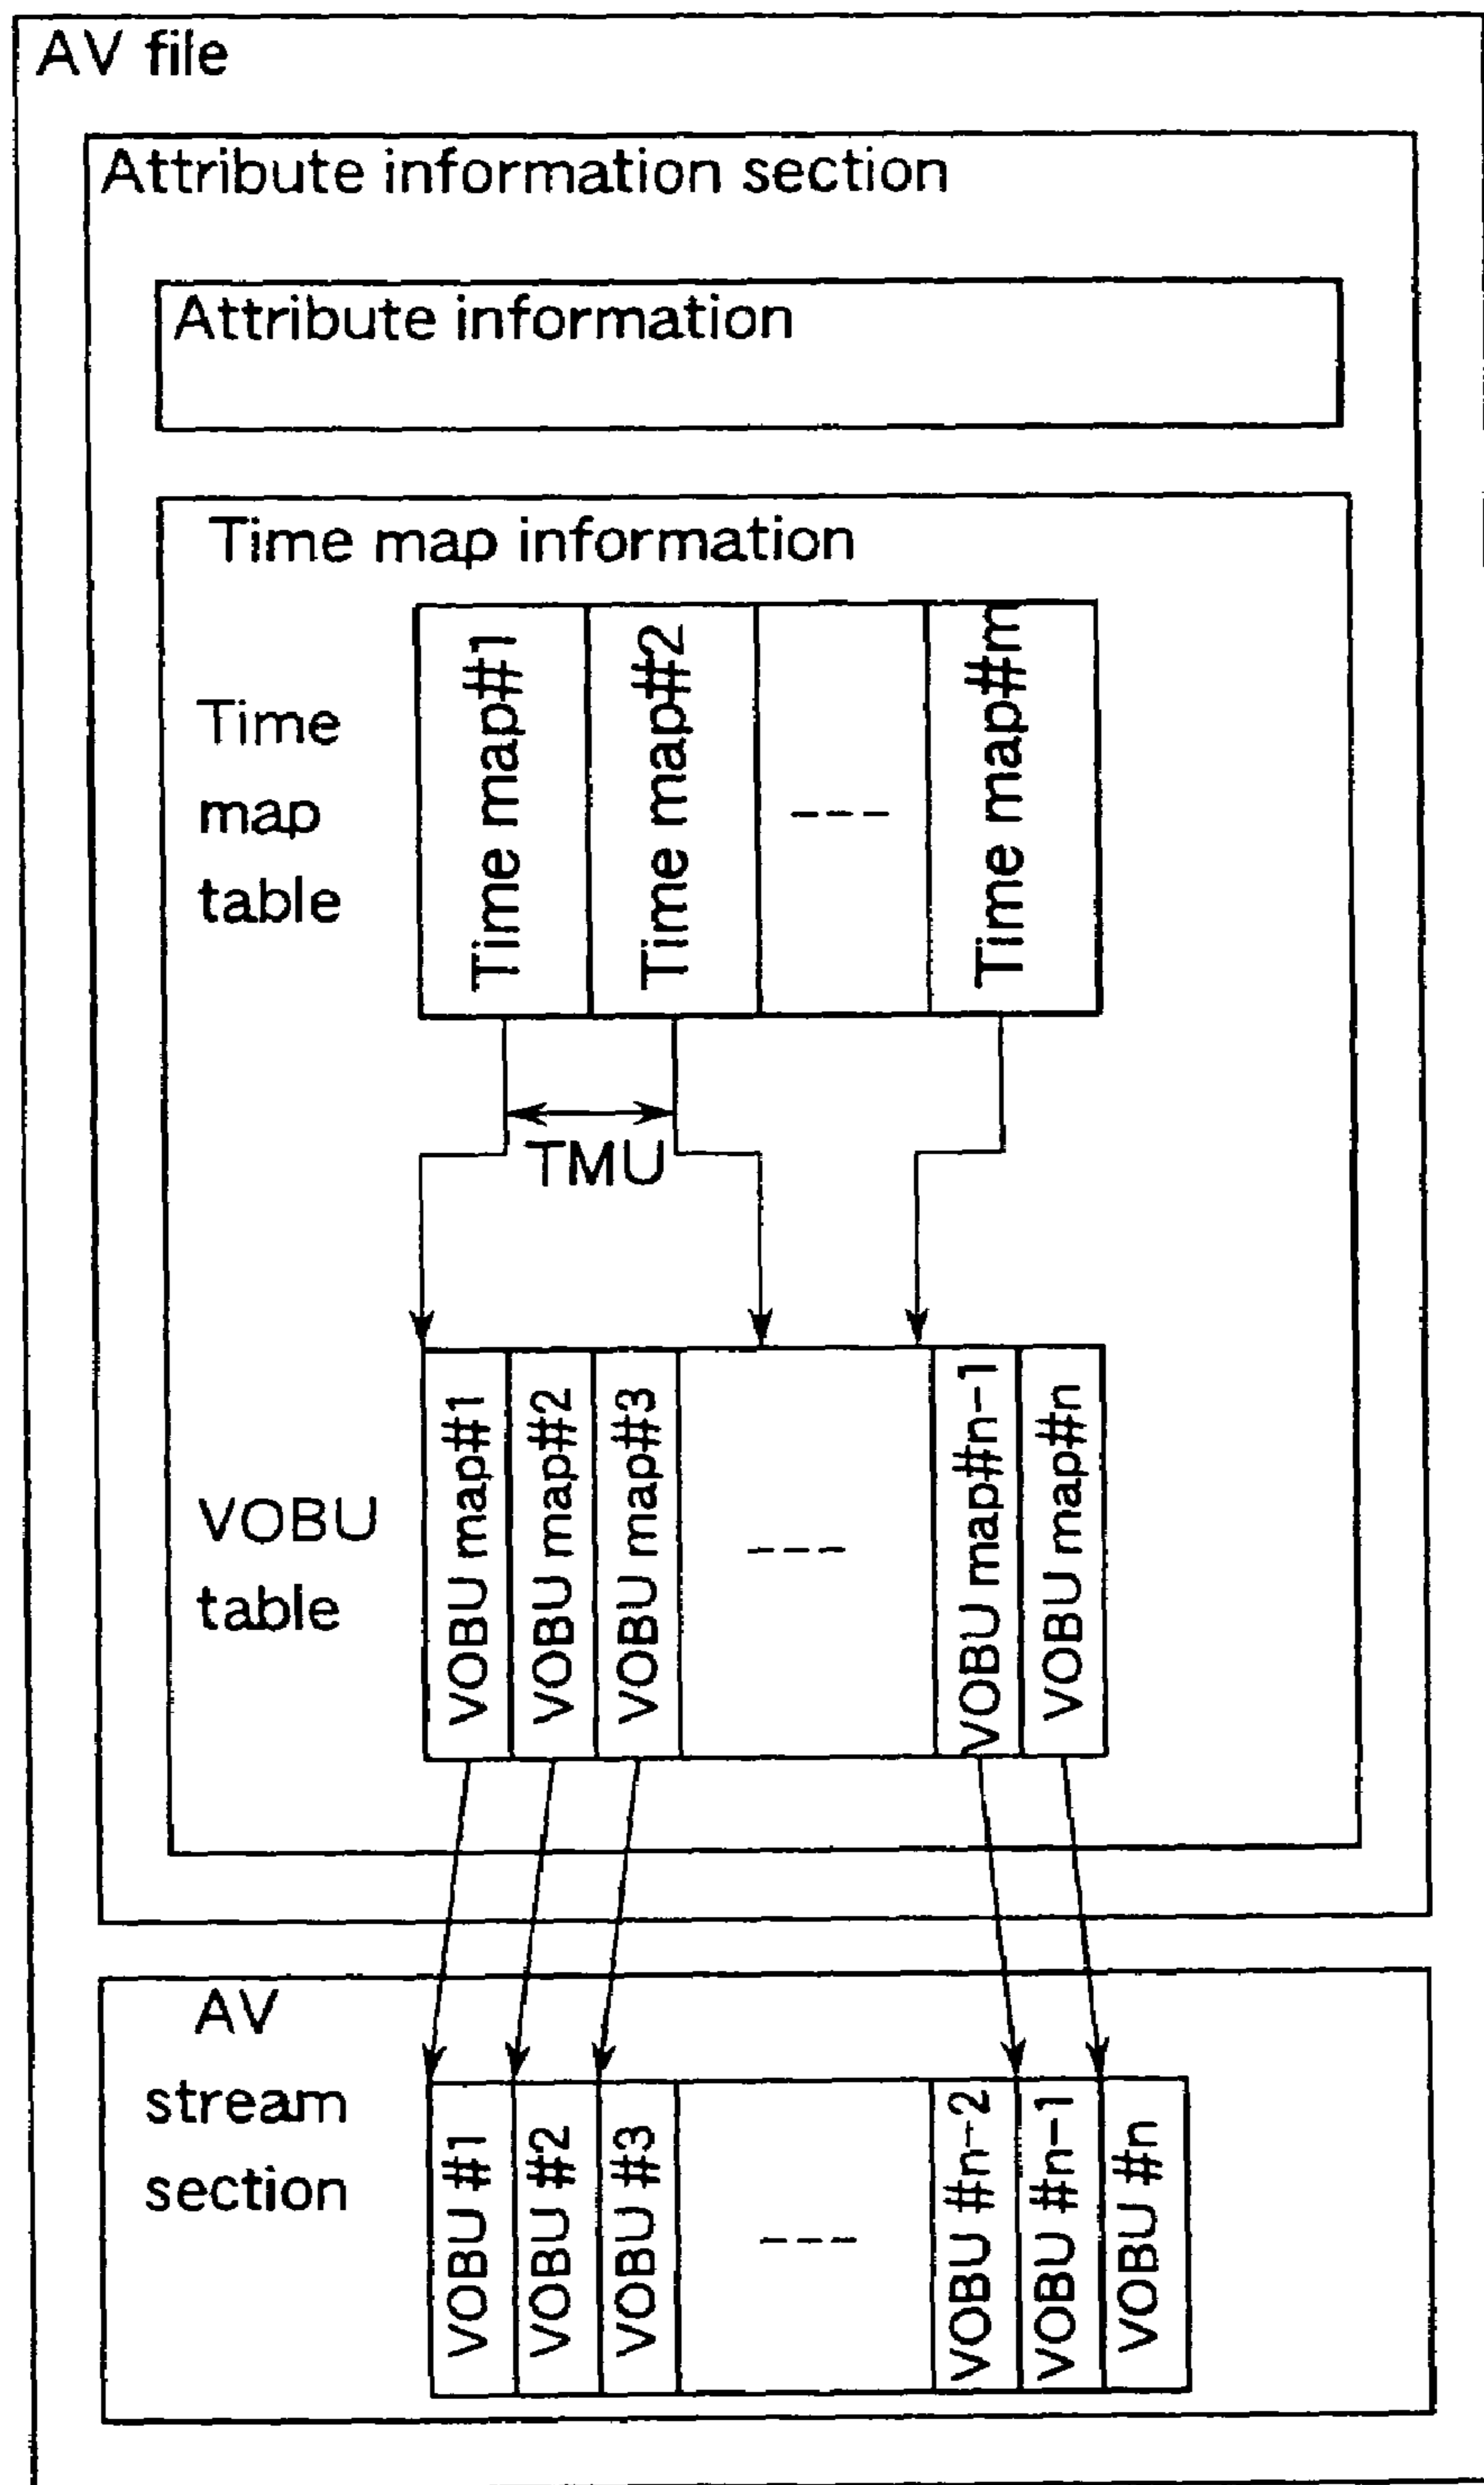 AV file
Attribute information section
Attribute information
Time map information
Time
map
table
Time map#1
Time map#2
---
Time map#m
TMU
VOBU
table
VOBU map#1
VOBU map#2
VOBU map#3
---
VOBU map#n-1
VOBU map#n
AV
stream
section
VOBU #1
VOBU #2
VOBU #3
---
VOBU #n-2
VOBU #n-1
VOBU #n